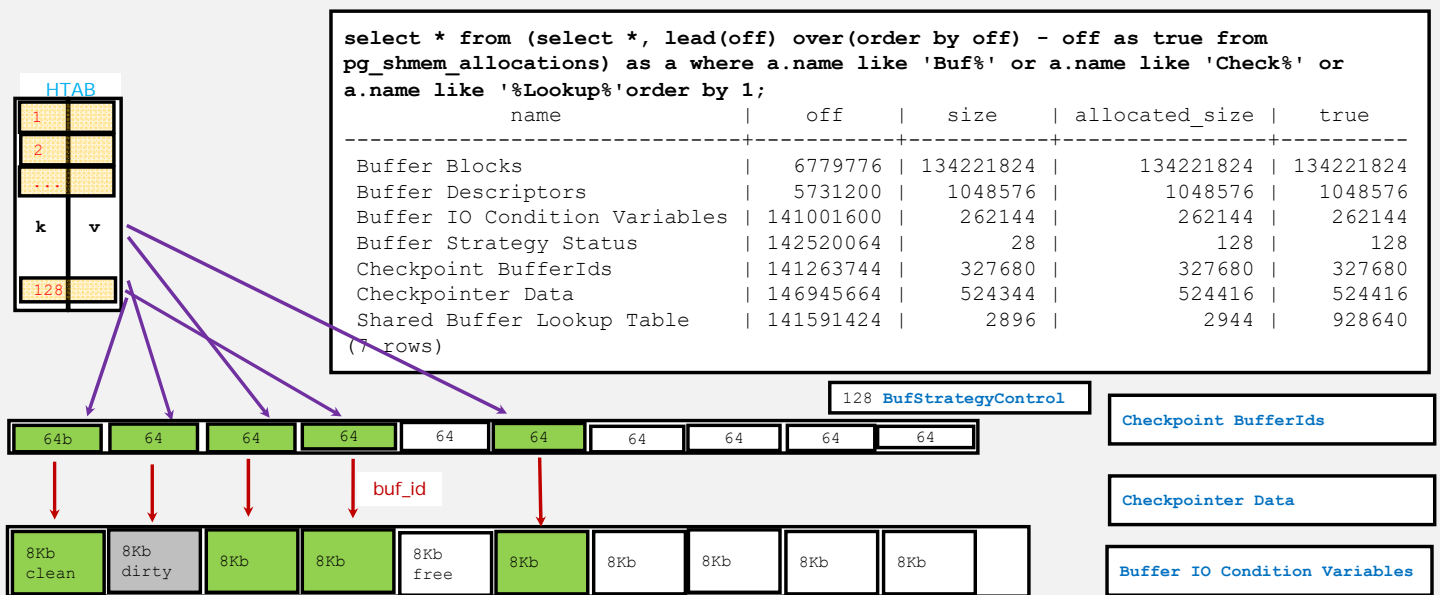 select * from (select *, lead(off) over(order by off) - off as true from
pg_shmem_allocations) as a where a.name like 'Buf%' or a.name like 'Check%' or
a.name like '%Lookup%'order by 1;
name | off | size | allocated_size | true
-------------------------------+-----------+-----------+----------------+----------
Buffer Blocks | 6779776 | 134221824 | 134221824 | 134221824
Buffer Descriptors | 5731200 | 1048576 | 1048576 | 1048576
Buffer IO Condition Variables | 141001600 | 262144 | 262144 | 262144
Buffer Strategy Status | 142520064 | 28 | 128 | 128
Checkpoint BufferIds | 141263744 | 327680 | 327680 | 327680
Checkpointer Data | 146945664 | 524344 | 524416 | 524416
Shared Buffer Lookup Table | 141591424 | 2896 | 2944 | 928640
(7 rows)
HTAB
1
2
...
k v
128
128 BufStrategyControl
64b 64 64 64 64 64 64 64 64 64
buf_id
8Kb 8Kb 8Kb 8Kb 8Kb 8Kb 8Kb 8Kb 8Kb 8Kb
clean dirty free
Checkpoint BufferIds
Checkpointer Data
Buffer IO Condition Variables